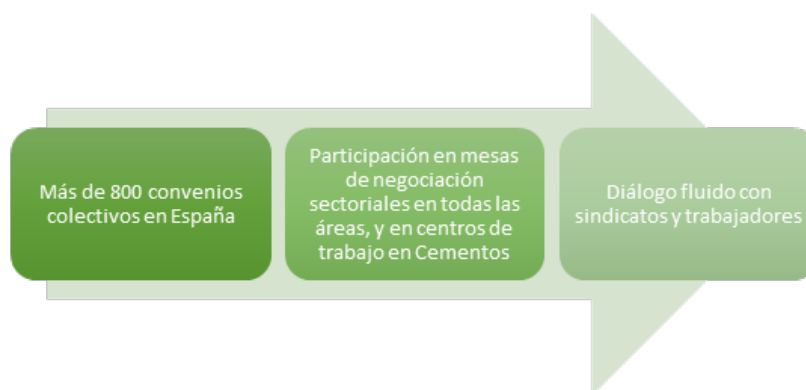 Más de 800 convenios
colectivos en España
Participación en mesas
de negociación
sectoriales en todas las
áreas, y en centros de
trabajo en Cementos
Diálogo fluido con
sindicatos y trabajadores